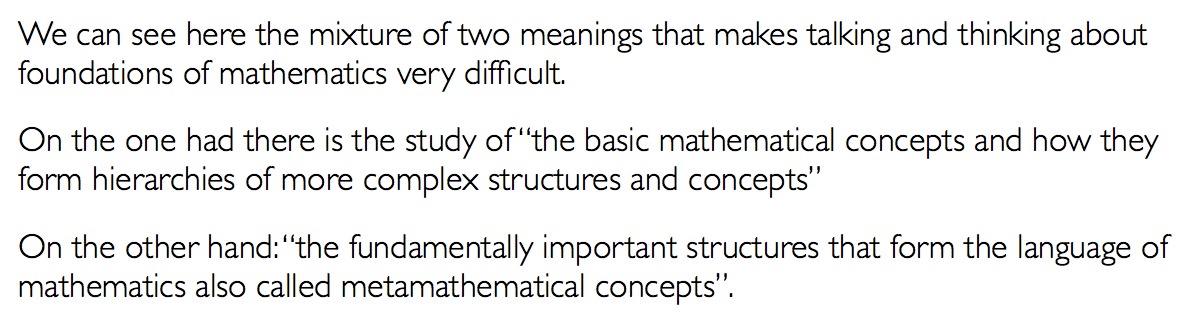 We can see here the mixture of two meanings that makes talking and thinking about
foundations of mathematics very difficult.
On the one had there is the study of “the basic mathematical concepts and how they
form hierarchies of more complex structures and concepts”
On the other hand: “the fundamentally important structures that form the language of
mathematics also called metamathematical concepts”.